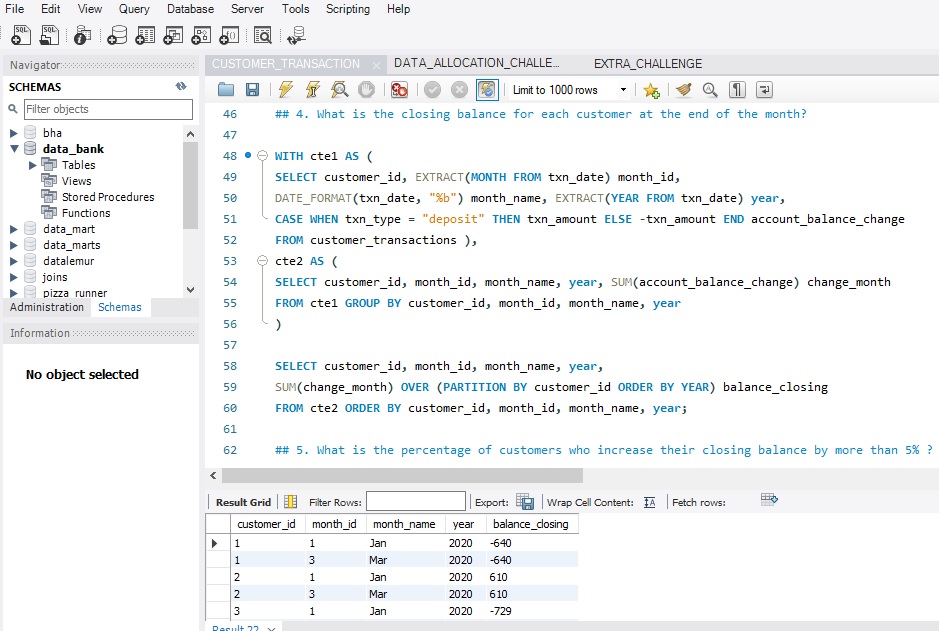 File Edit View Query Database Server Tools Scripting Help
Navigator
SCHEMAS
Filter objects
bha
data_bank
Tables
Views
Stored Procedures
Functions
data_mart
data_marts
datalemur
joins
pizza_runner
Administration Schemas
Information
No object selected
CUSTOMER_TRANSACTION DATA_ALLOCATION_CHALLE... EXTRA_CHALLENGE
Limit to 1000 rows
46 ## 4. What is the closing balance for each customer at the end of the month?
47
48 WITH cte1 AS (
49 SELECT customer_id, EXTRACT(MONTH FROM txn_date) month_id,
50 DATE_FORMAT(txn_date, "%b") month_name, EXTRACT(YEAR FROM txn_date) year,
51 CASE WHEN txn_type = "deposit" THEN txn_amount ELSE -txn_amount END account_balance_change
52 FROM customer_transactions ),
53 cte2 AS (
54 SELECT customer_id, month_id, month_name, year, SUM(account_balance_change) change_month
55 FROM cte1 GROUP BY customer_id, month_id, month_name, year
56 )
57
58 SELECT customer_id, month_id, month_name, year,
59 SUM(change_month) OVER (PARTITION BY customer_id ORDER BY YEAR) balance_closing
60 FROM cte2 ORDER BY customer_id, month_id, month_name, year;
61
62 ## 5. What is the percentage of customers who increase their closing balance by more than 5% ?
Result Grid Filter Rows: Export: Wrap Cell Content: Fetch rows:
customer_id month_id month_name year balance_closing
1 1 Jan 2020 -640
1 3 Mar 2020 -640
2 1 Jan 2020 610
2 3 Mar 2020 610
3 1 Jan 2020 -729
Result 22